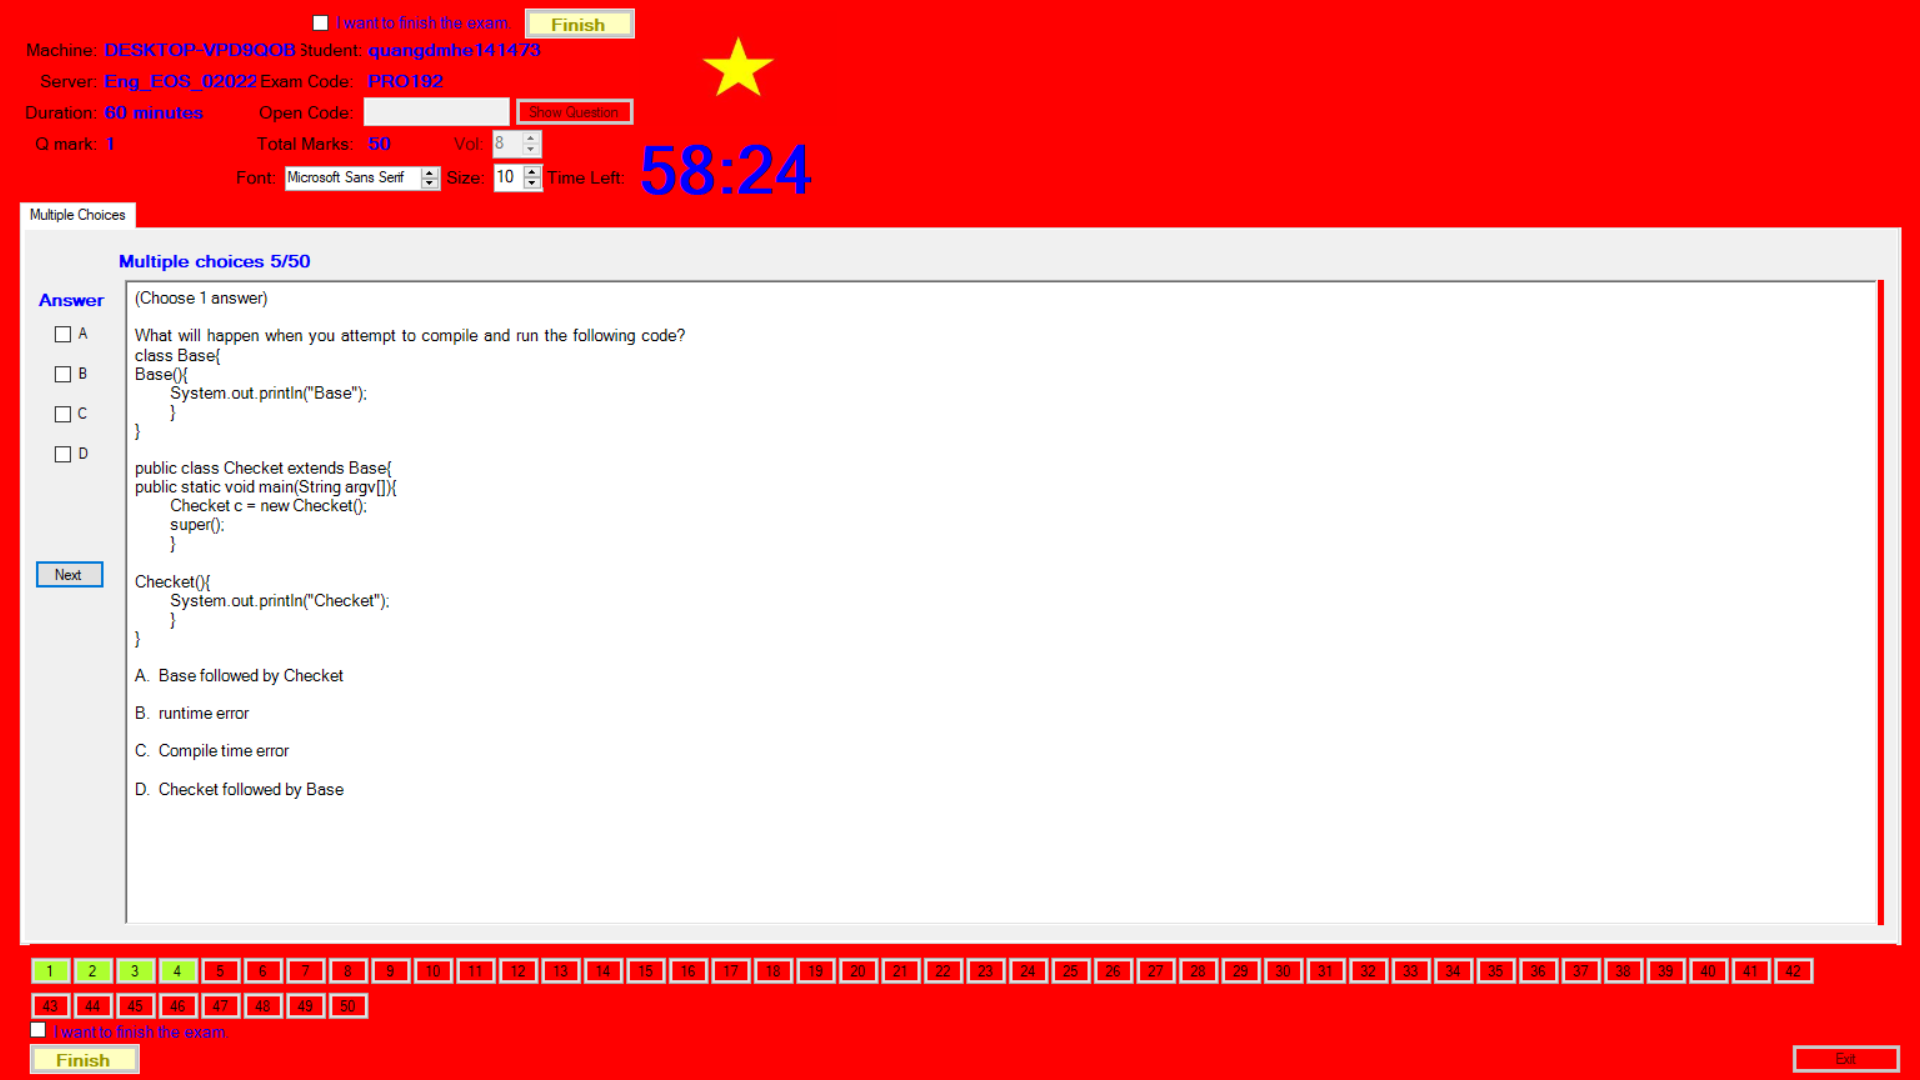 I want to finish the exam. Finish
Machine: DESKTOP-VPD9QOB Student: quangdmhe141473
Server: Eng_EOS_02022 Exam Code: PRO192
Duration: 60 minutes Open Code: Show Question
Q mark: 1 Total Marks: 50 Vol: 8
Font: Microsoft Sans Serif Size: 10 Time Left: 58:24
Multiple Choices
Multiple choices 5/50
Answer
A
B
C
D
Next
(Choose 1 answer)
What will happen when you attempt to compile and run the following code?
class Base{
Base(){
System.out.println("Base");
}
}
public class Checket extends Base{
public static void main(String argv[]){
Checket c = new Checket();
super();
}
Checket(){
System.out.println("Checket");
}
}
A. Base followed by Checket
B. runtime error
C. Compile time error
D. Checket followed by Base
1 2 3 4 5 6 7 8 9 10 11 12 13 14 15 16 17 18 19 20 21 22 23 24 25 26 27 28 29 30 31 32 33 34 35 36 37 38 39 40 41 42
43 44 45 46 47 48 49 50
I want to finish the exam.
Finish
Exit